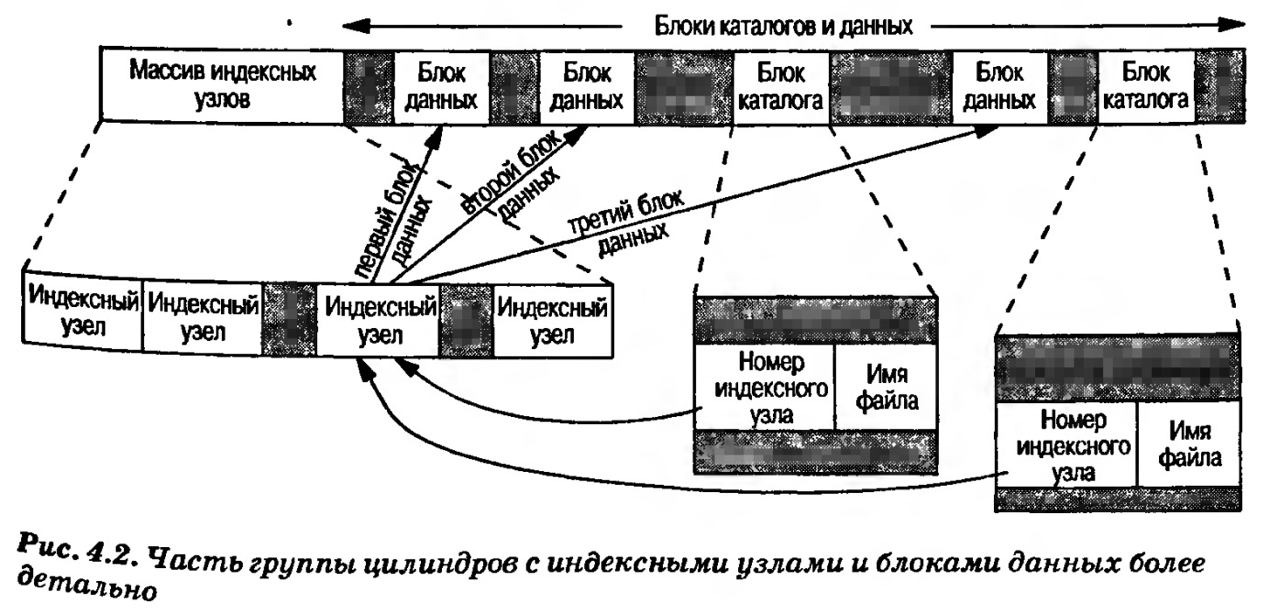 Блоки каталогов и данных
Массив индексных
узлов
Блок
данных
Блок
данных
Блок
каталога
Блок
данных
Блок
каталога
первый блок
данных
второй блок
данных
третий блок
данных
Индексный
узел
Индексный
узел
Индексный
узел
Индексный
узел
Номер
индексного
узла
Имя
файла
Номер
индексного
узла
Имя
файла
Рис. 4.2. Часть группы цилиндров с индексными узлами и блоками данных более
детально